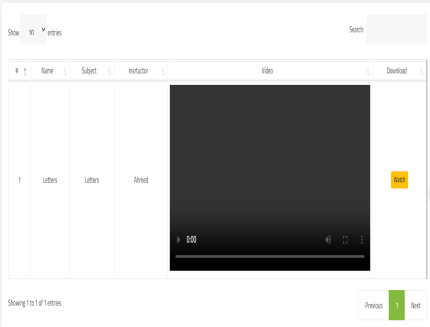 Show 10 entries Search:
# Name Subject Insrtuctor Video Download
1 Letters Letters Ahmed 0:00 Watch
Showing 1 to 1 of 1 entries Previous 1 Next